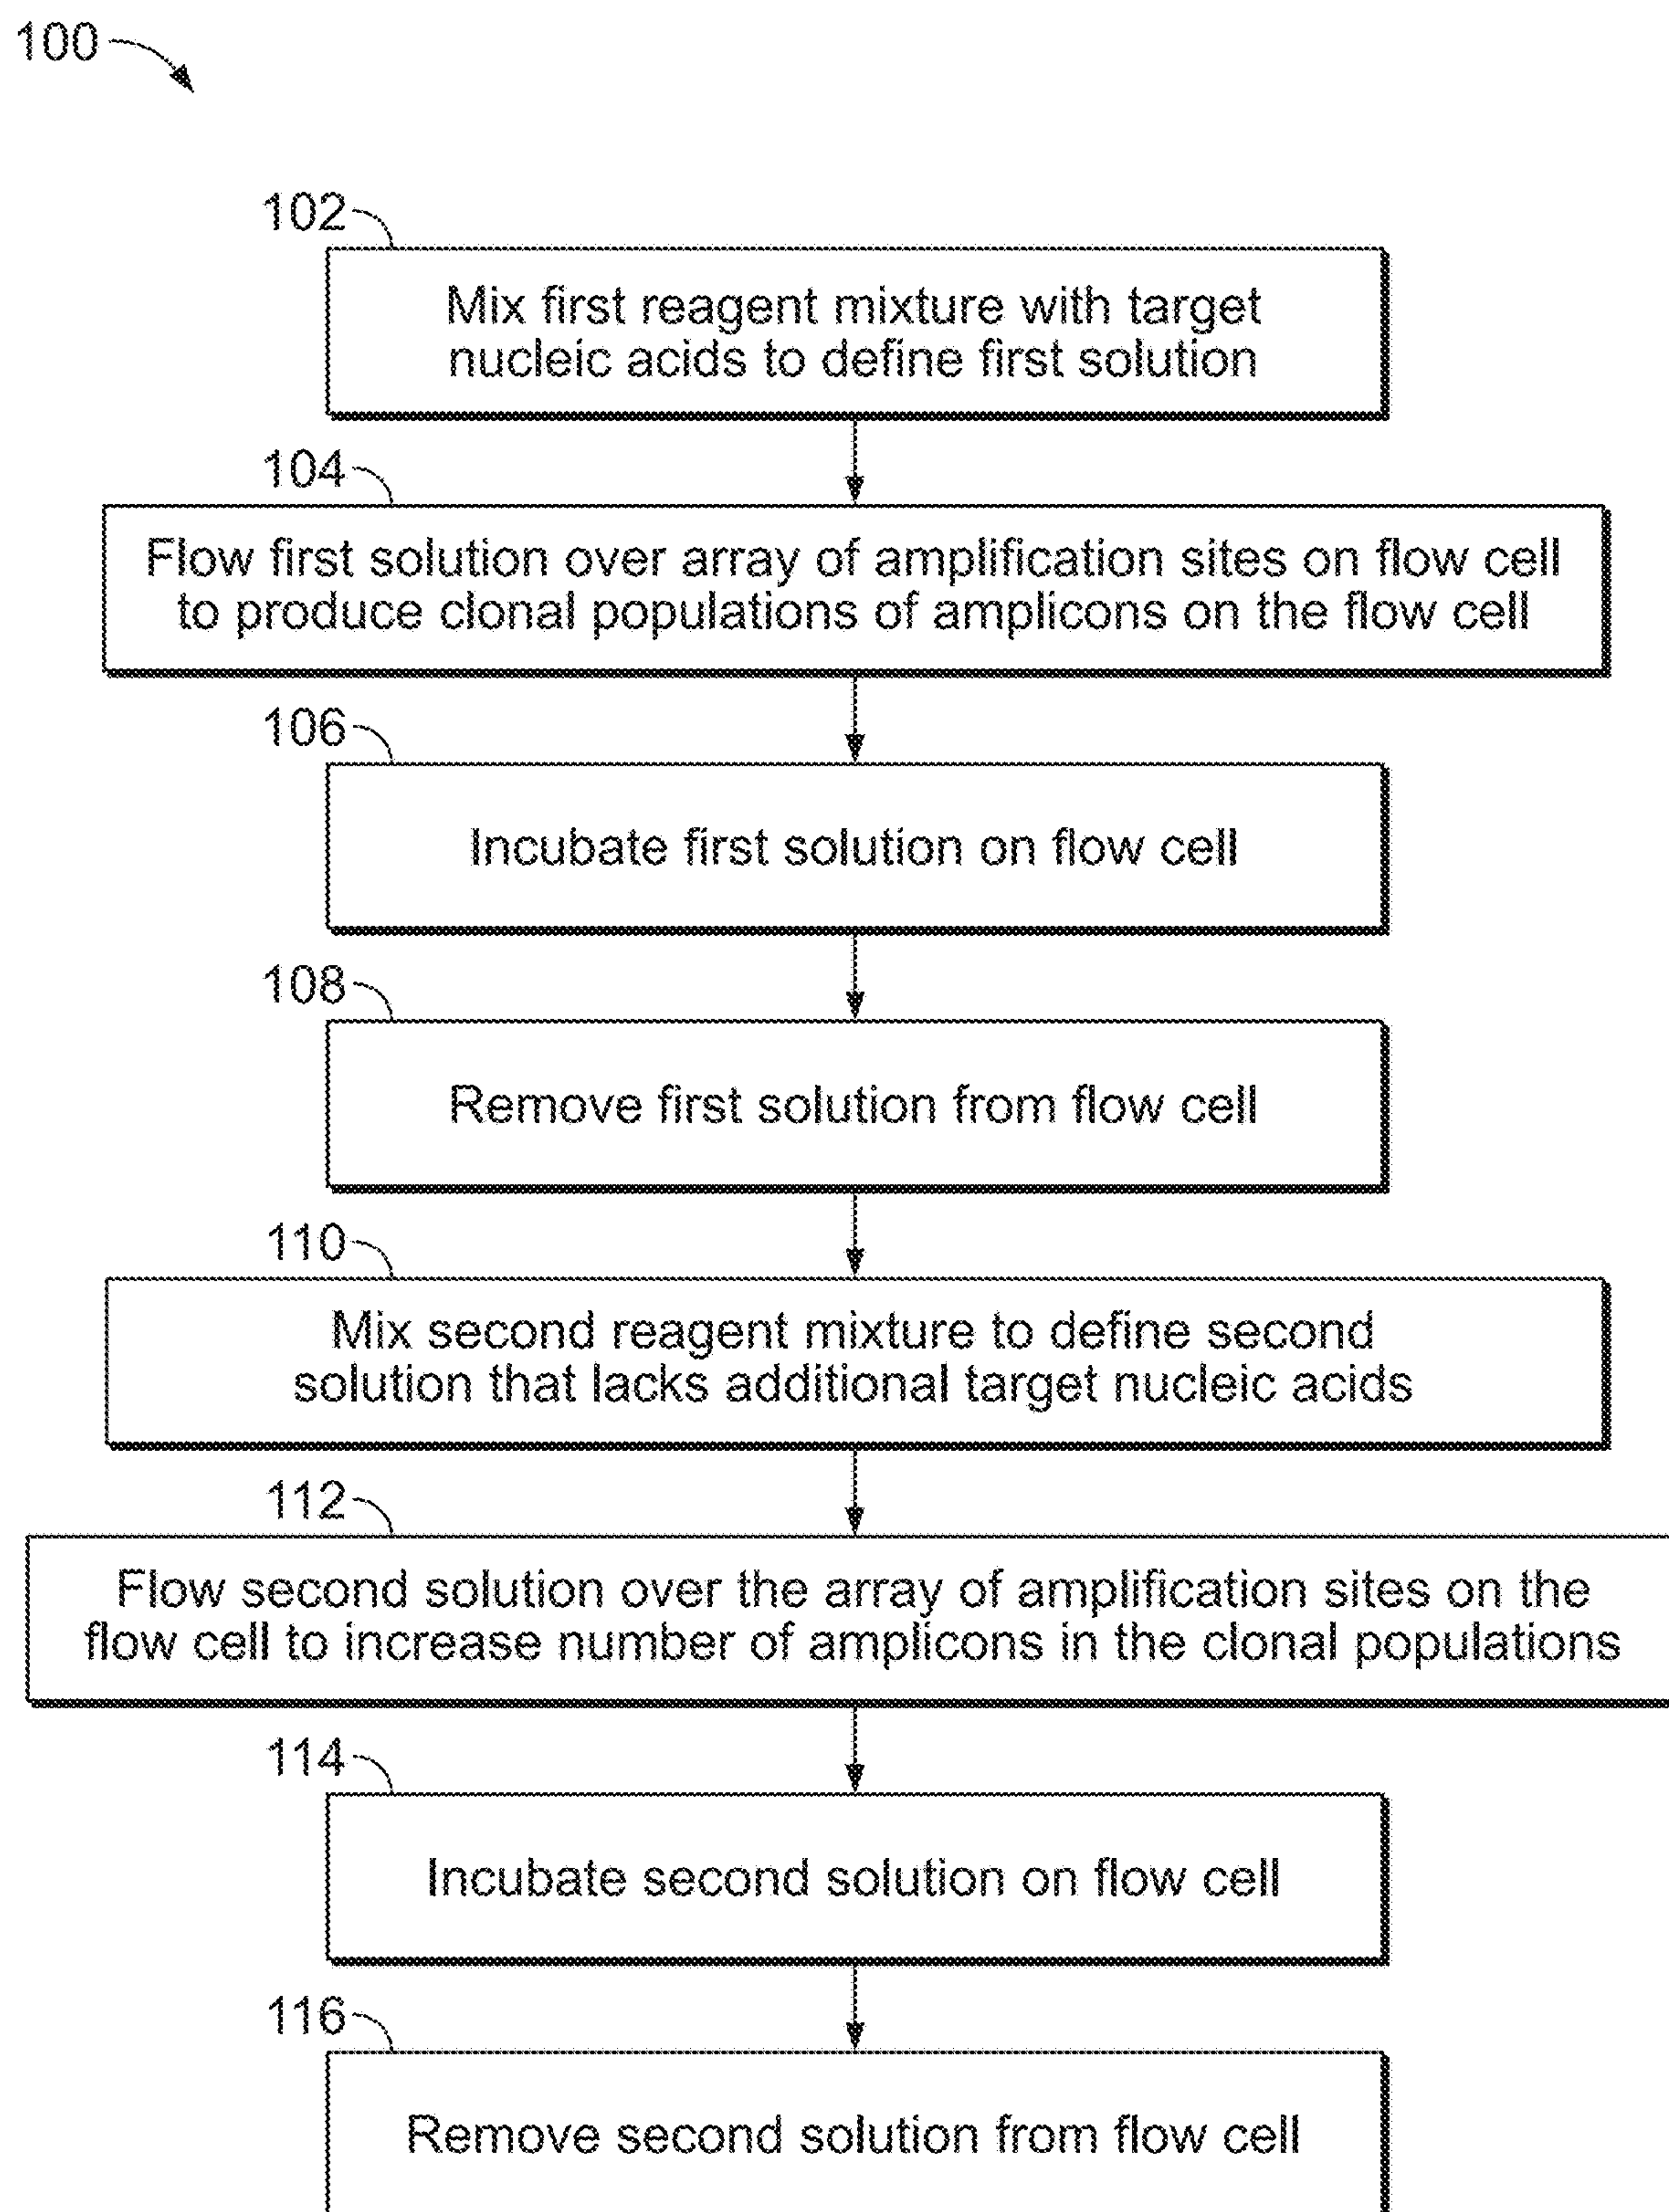 100
102
Mix first reagent mixture with target
nucleic acids to define first solution
104
Flow first solution over array of amplification sites on flow cell
to produce clonal populations of amplicons on the flow cell
106
Incubate first solution on flow cell
108
Remove first solution from flow cell
110
Mix second reagent mixture to define second
solution that lacks additional target nucleic acids
112
Flow second solution over the array of amplification sites on the
flow cell to increase number of amplicons in the clonal populations
114
Incubate second solution on flow cell
116
Remove second solution from flow cell